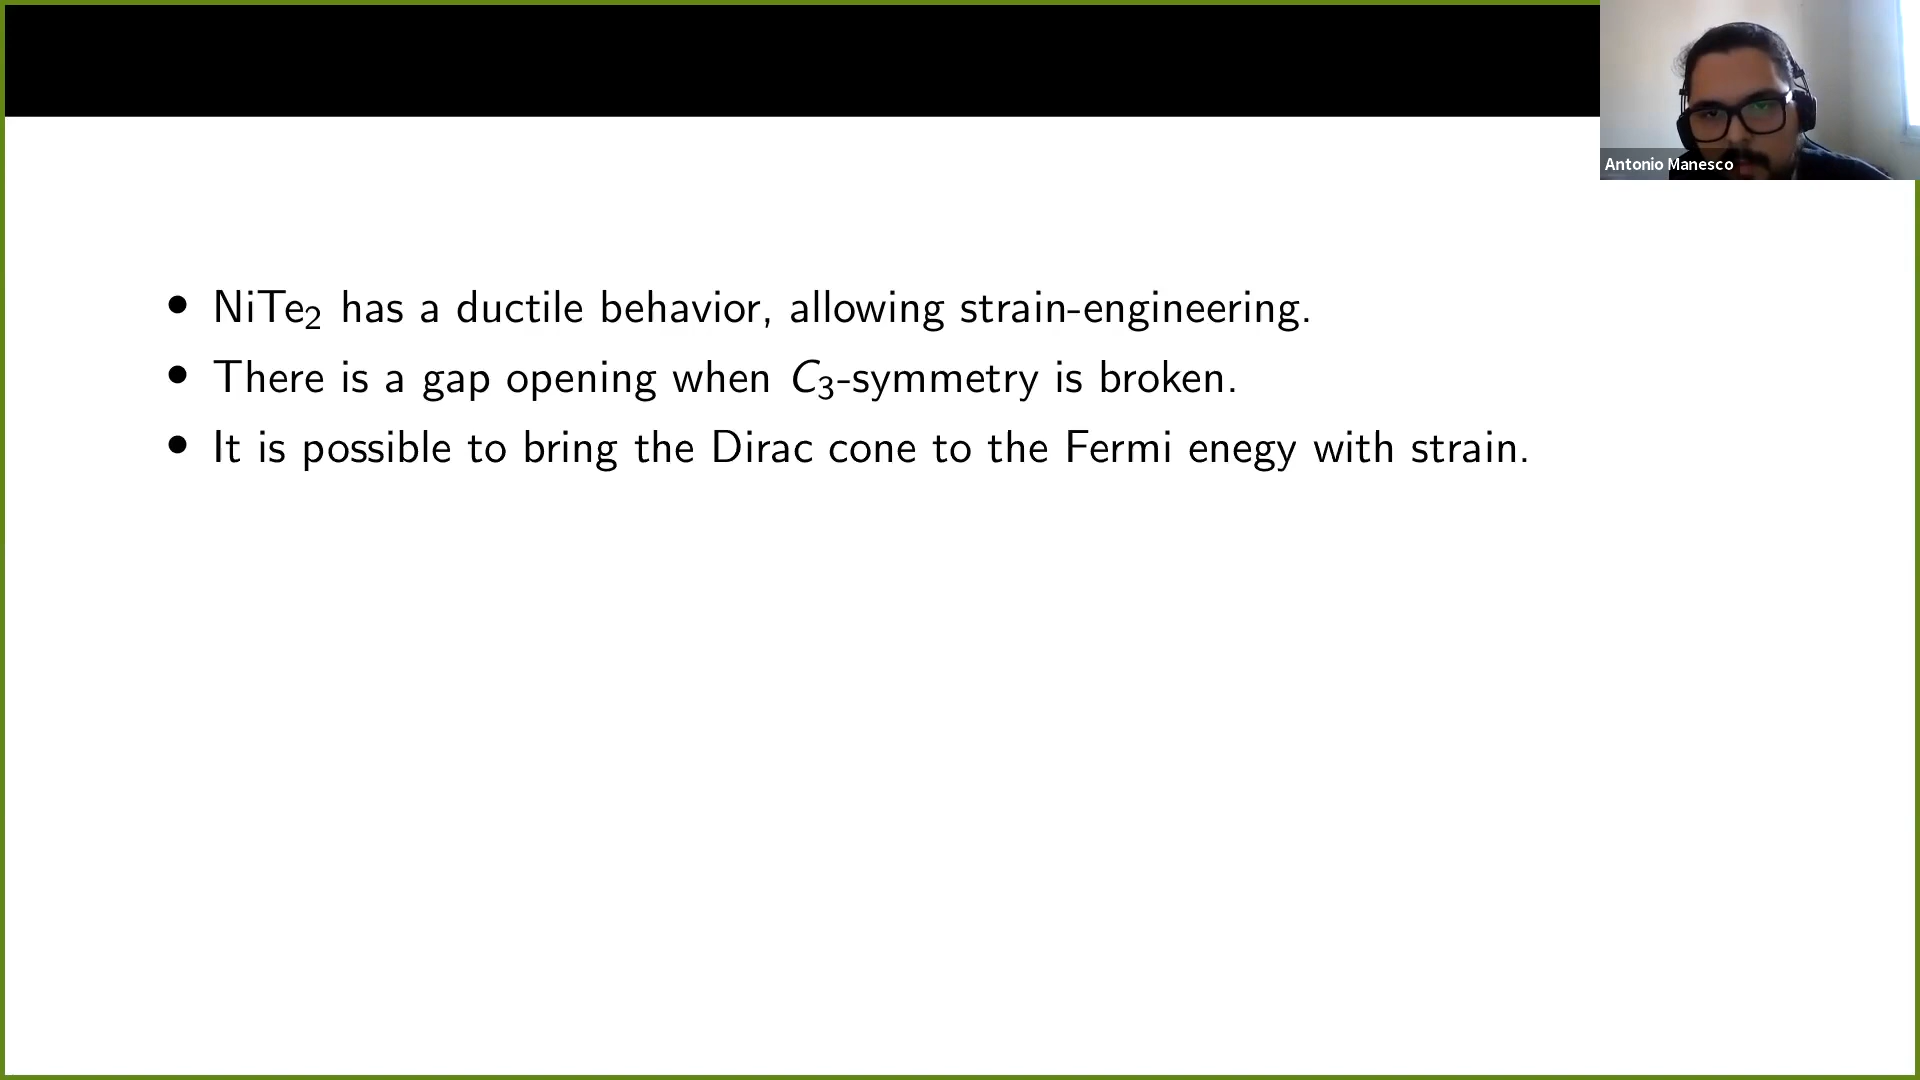 Antonio Manesco
• NiTe₂ has a ductile behavior, allowing strain-engineering.
• There is a gap opening when C₃-symmetry is broken.
• It is possible to bring the Dirac cone to the Fermi enegy with strain.